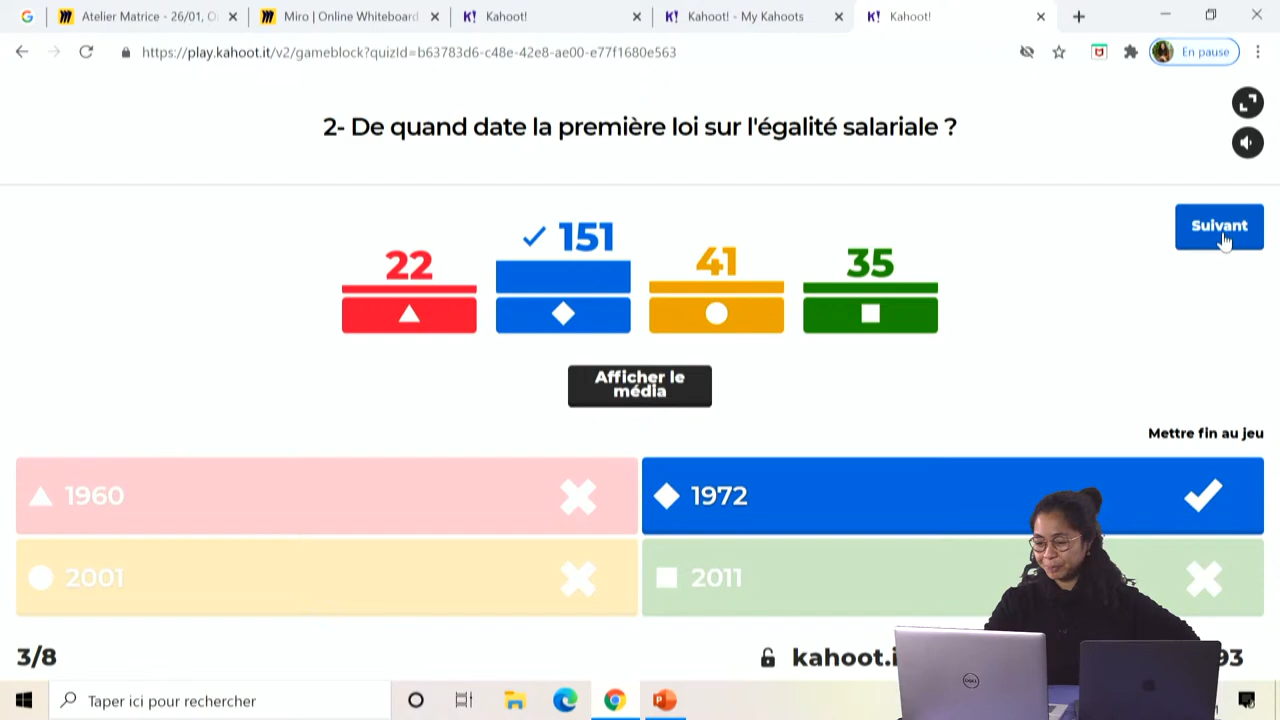 Atelier Matrice - 26/01, O
Miro | Online Whiteboard
K! Kahoot!
K! Kahoot! - My Kahoots
K! Kahoot!
https://play.kahoot.it/v2/gameblock?quizId=b63783d6-c48e-42e8-ae00-e77f1680e563
En pause
2- De quand date la première loi sur l'égalité salariale ?
Suivant
22
151
41
35
Afficher le
média
Mettre fin au jeu
1960
1972
2001
2011
3/8
kahoot.i
93
Taper ici pour rechercher
DELL